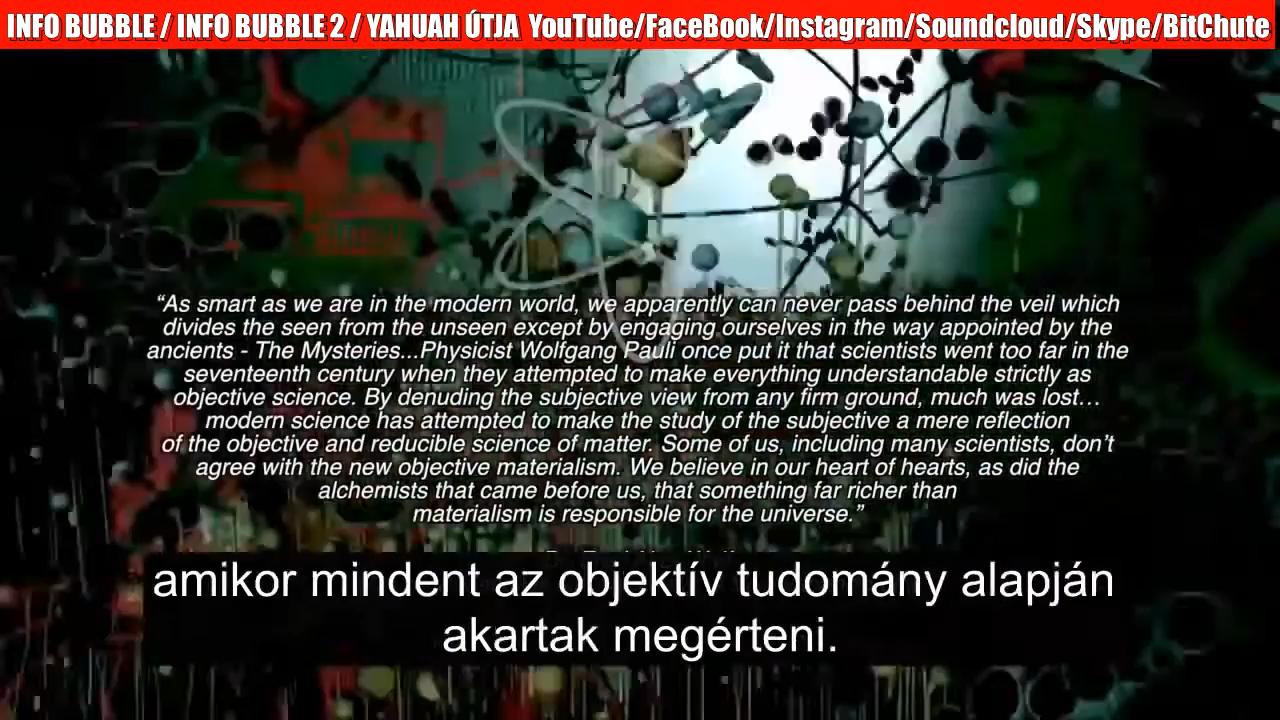 INFO BUBBLE / INFO BUBBLE 2 / YAHUAH ÚTJA YouTube/FaceBook/Instagram/Soundcloud/Skype/BitChute
“As smart as we are in the modern world, we apparently can never pass behind the veil which
divides the seen from the unseen except by engaging ourselves in the way appointed by the
ancients - The Mysteries...Physicist Wolfgang Pauli once put it that scientists went too far in the
seventeenth century when they attempted to make everything understandable strictly as
objective science. By denuding the subjective view from any firm ground, much was lost…
modern science has attempted to make the study of the subjective a mere reflection
of the objective and reducible science of matter. Some of us, including many scientists, don’t
agree with the new objective materialism. We believe in our heart of hearts, as did the
alchemists that came before us, that something far richer than
materialism is responsible for the universe.”
amikor mindent az objektív tudomány alapján
akartak megérteni.